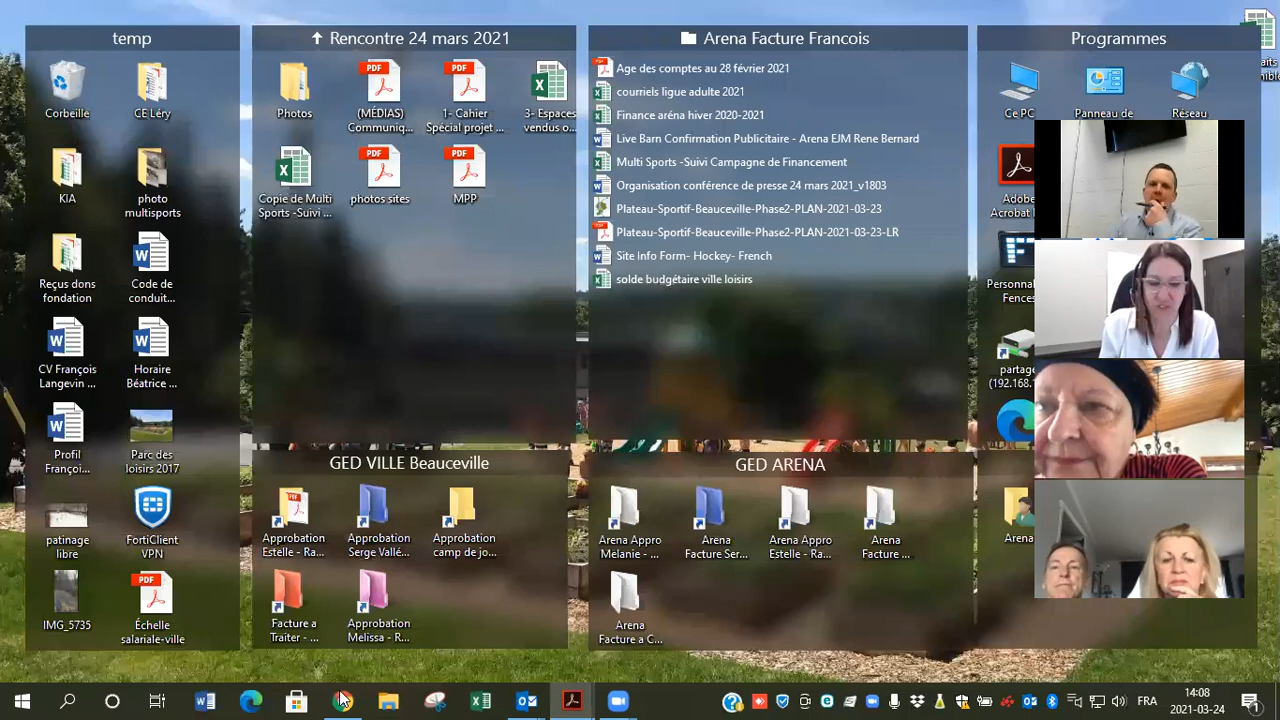 temp
Corbeille
CE Léry
KIA
photo
multisports
Reçus dons
fondation
Code de
conduit...
CV François
Langevin ...
Horaire
Béatrice ...
Profil
Françoi...
Parc des
loisirs 2017
patinage
libre
FortiClient
VPN
IMG_5735
PDF
Échelle
salariale-ville
Rencontre 24 mars 2021
Photos
PDF
(MÉDIAS)
Communiq...
PDF
1- Cahier
Spécial projet ...
3- Espaces
vendus o...
Copie de Multi
Sports -Suivi ...
PDF
photos sites
PDF
MPP
Arena Facture Francois
Age des comptes au 28 février 2021
courriels ligue adulte 2021
Finance aréna hiver 2020-2021
Live Barn Confirmation Publicitaire - Arena EJM Rene Bernard
Multi Sports -Suivi Campagne de Financement
Organisation conférence de presse 24 mars 2021_v1803
Plateau-Sportif-Beauceville-Phase2-PLAN-2021-03-23
Plateau-Sportif-Beauceville-Phase2-PLAN-2021-03-23-LR
Site Info Form- Hockey- French
solde budgétaire ville loisirs
Programmes
Ce PC
Panneau de
Réseau
Adobe
Acrobat
Personnal
Fences
partage
(192.168.
Arena
GED VILLE Beauceville
Approbation
Estelle - Ra...
Approbation
Serge Vallé...
Approbation
camp de jo...
Facture a
Traiter - ...
Approbation
Melissa - R...
GED ARENA
Arena Appro
Melanie - ...
Arena
Facture Ser...
Arena Appro
Estelle - Ra...
Arena
Facture ...
Arena
Facture a C...
FRA
14:08
2021-03-24